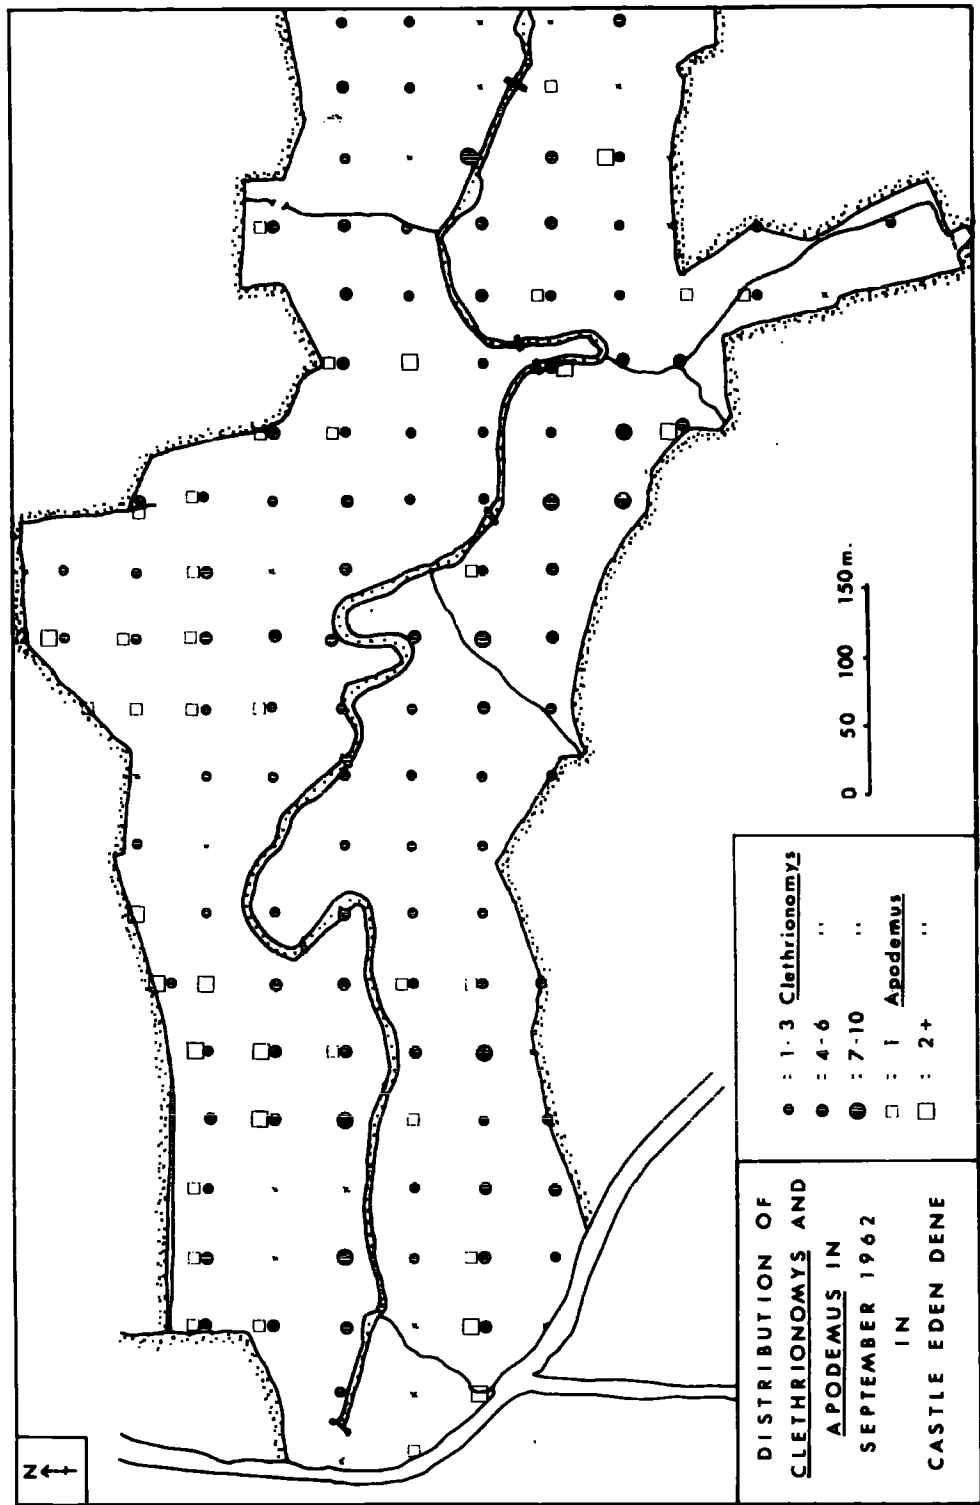 N
DISTRIBUTION OF
CLETHRIONOMYS AND
APODEMUS IN
SEPTEMBER 1962
IN
CASTLE EDEN DENE
: 1-3 Clethrionomys
: 4-6 "
: 7-10 "
: 1 Apodemus
: 2+ "
0 50 100 150 m.